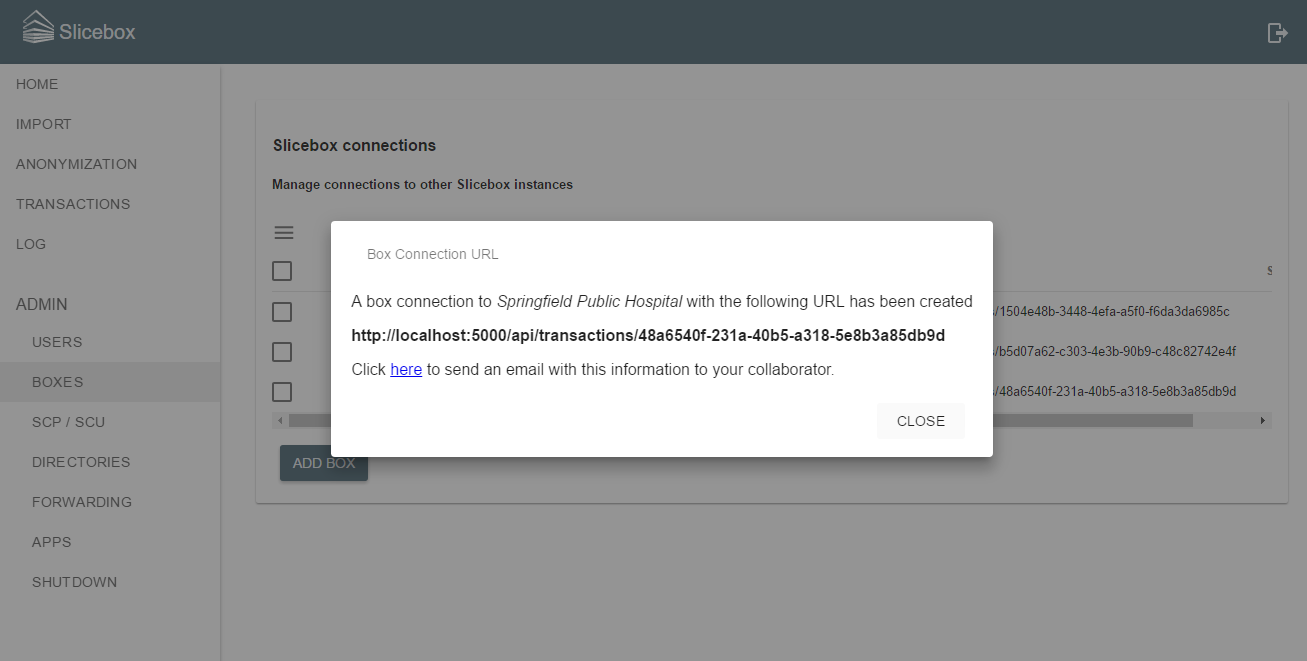 Slicebox
HOME
IMPORT
ANONYMIZATION
TRANSACTIONS
LOG
ADMIN
USERS
BOXES
SCP / SCU
DIRECTORIES
FORWARDING
APPS
SHUTDOWN
Slicebox connections
Manage connections to other Slicebox instances
Box Connection URL
A box connection to Springfield Public Hospital with the following URL has been created
http://localhost:5000/api/transactions/48a6540f-231a-40b5-a318-5e8b3a85db9d
Click here to send an email with this information to your collaborator.
CLOSE
S
/1504e48b-3448-4efa-a5f0-f6da3da6985c
/b5d07a62-c303-4e3b-90b9-c48c82742e4f
/48a6540f-231a-40b5-a318-5e8b3a85db9d
ADD BOX